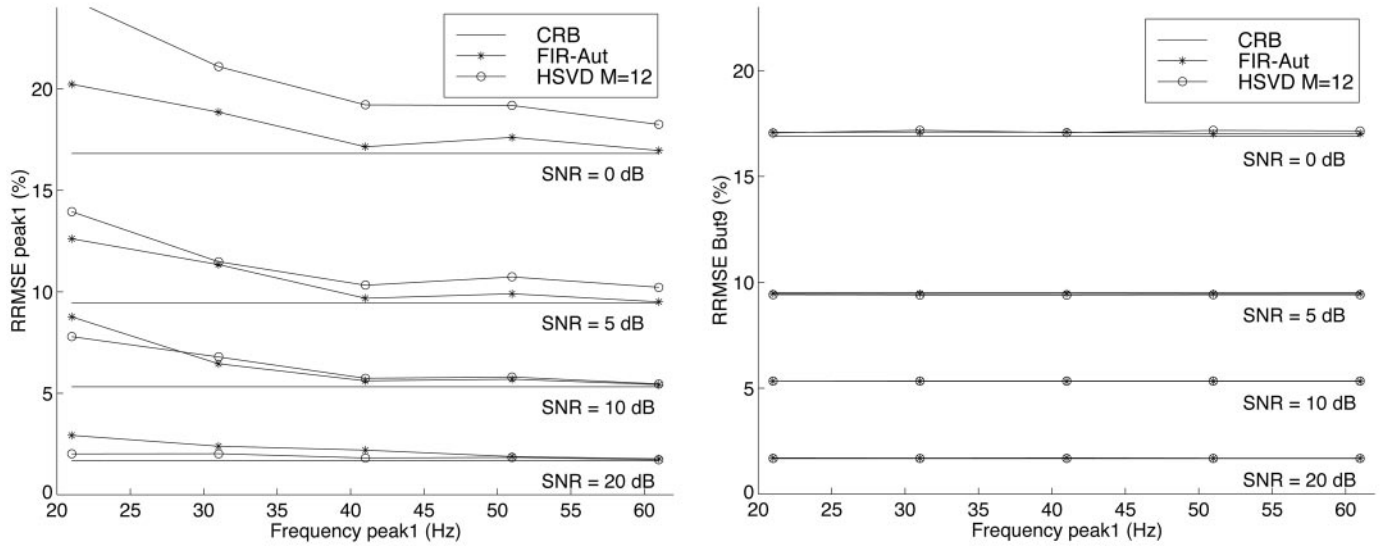 CRB
FIR-Aut
HSVD M=12
RRMSE peak1 (%)
20
15
10
5
0
SNR = 0 dB
SNR = 5 dB
SNR = 10 dB
SNR = 20 dB
20 25 30 35 40 45 50 55 60
Frequency peak1 (Hz)
CRB
FIR-Aut
HSVD M=12
RRMSE But9 (%)
20
15
10
5
0
SNR = 0 dB
SNR = 5 dB
SNR = 10 dB
SNR = 20 dB
20 25 30 35 40 45 50 55 60
Frequency peak1 (Hz)